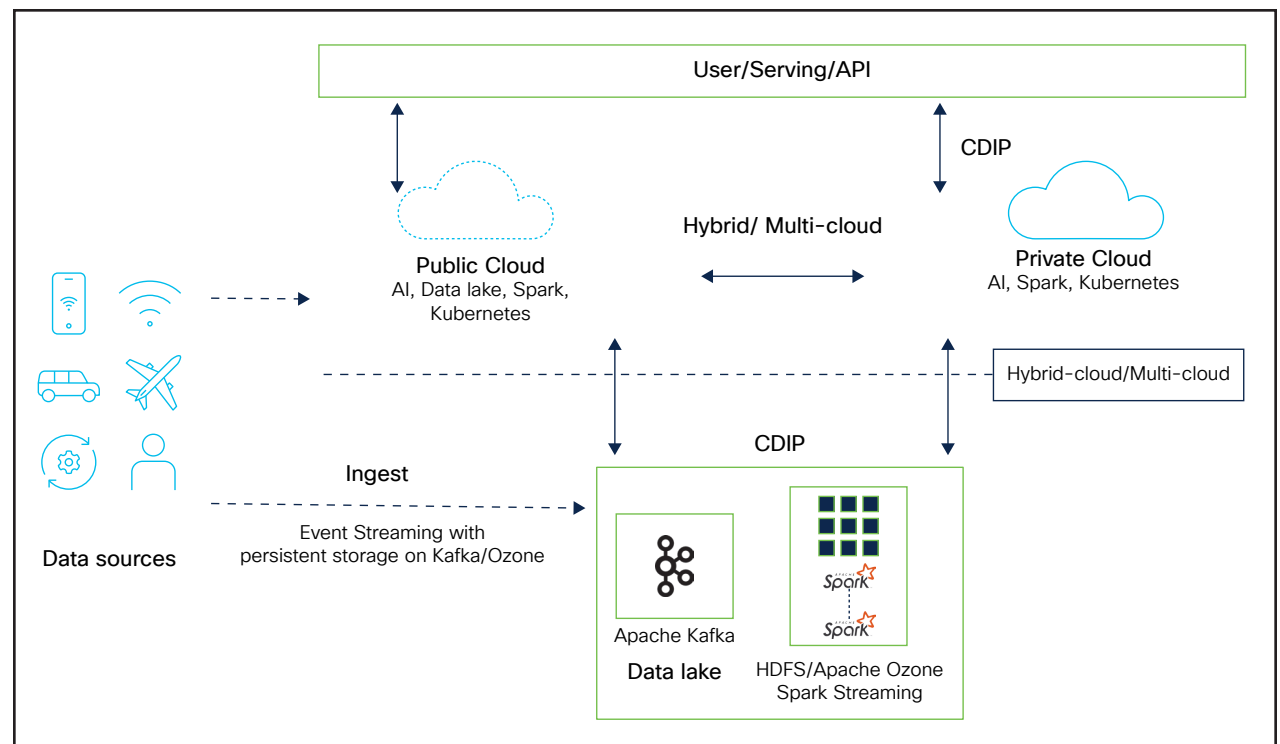 User/Serving/API
CDIP
Hybrid/ Multi-cloud
Public Cloud
AI, Data lake, Spark,
Kubernetes
Private Cloud
AI, Spark, Kubernetes
Hybrid-cloud/Multi-cloud
CDIP
Ingest
Event Streaming with
persistent storage on Kafka/Ozone
Data sources
APACHE
Spark
APACHE
Spark
Apache Kafka
Data lake
HDFS/Apache Ozone
Spark Streaming